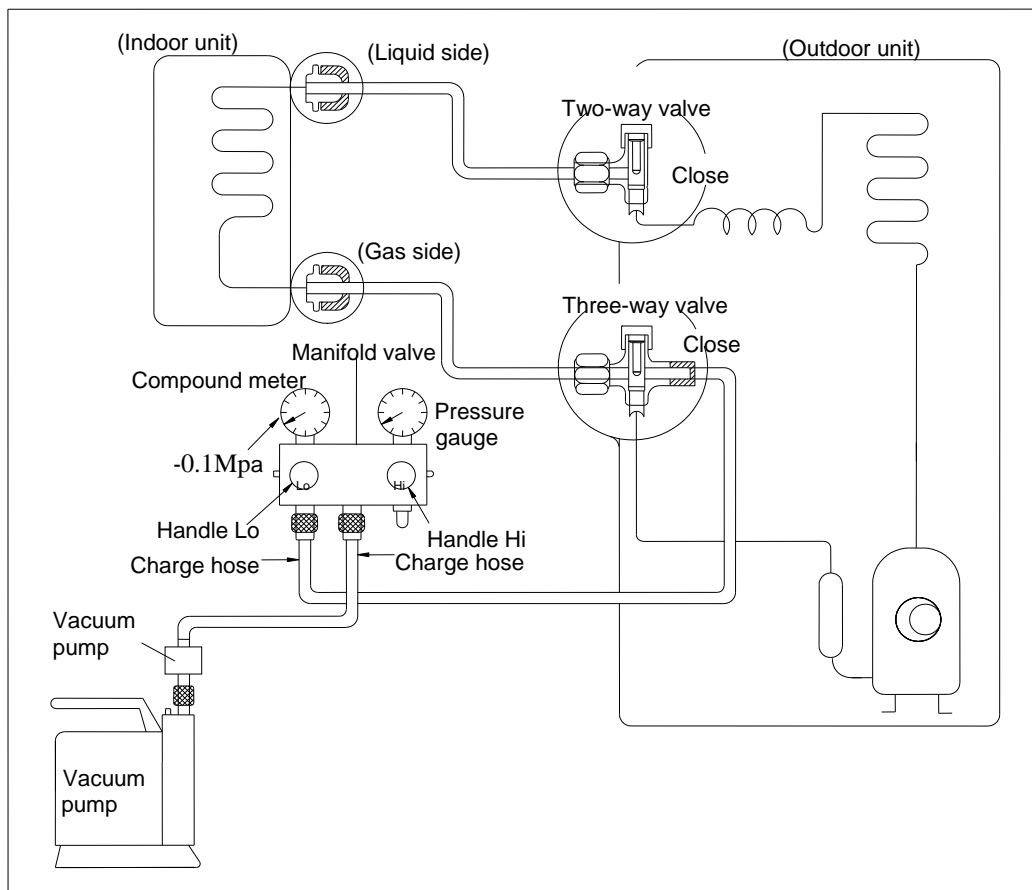 (Indoor unit)
(Liquid side)
(Outdoor unit)
Two-way valve
Close
(Gas side)
Three-way valve
Close
Manifold valve
Compound meter
Pressure
gauge
-0.1Mpa
Lo
Hi
Handle Lo
Handle Hi
Charge hose
Charge hose
Vacuum
pump
Vacuum
pump